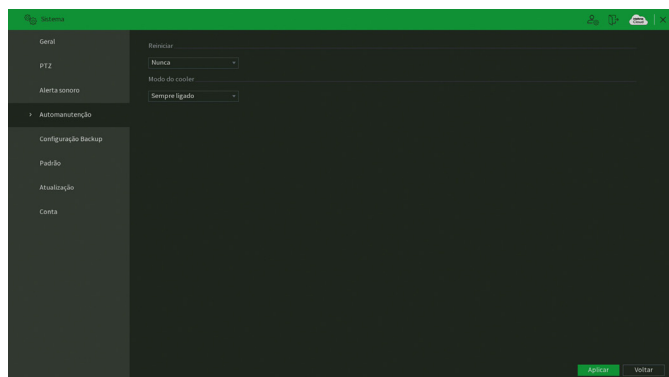 Sistema
Geral
PTZ
Alerta sonoro
Automanutenção
Configuração Backup
Padrão
Atualização
Conta
Reiniciar
Nunca
Modo do cooler
Sempre ligado
Aplicar
Voltar